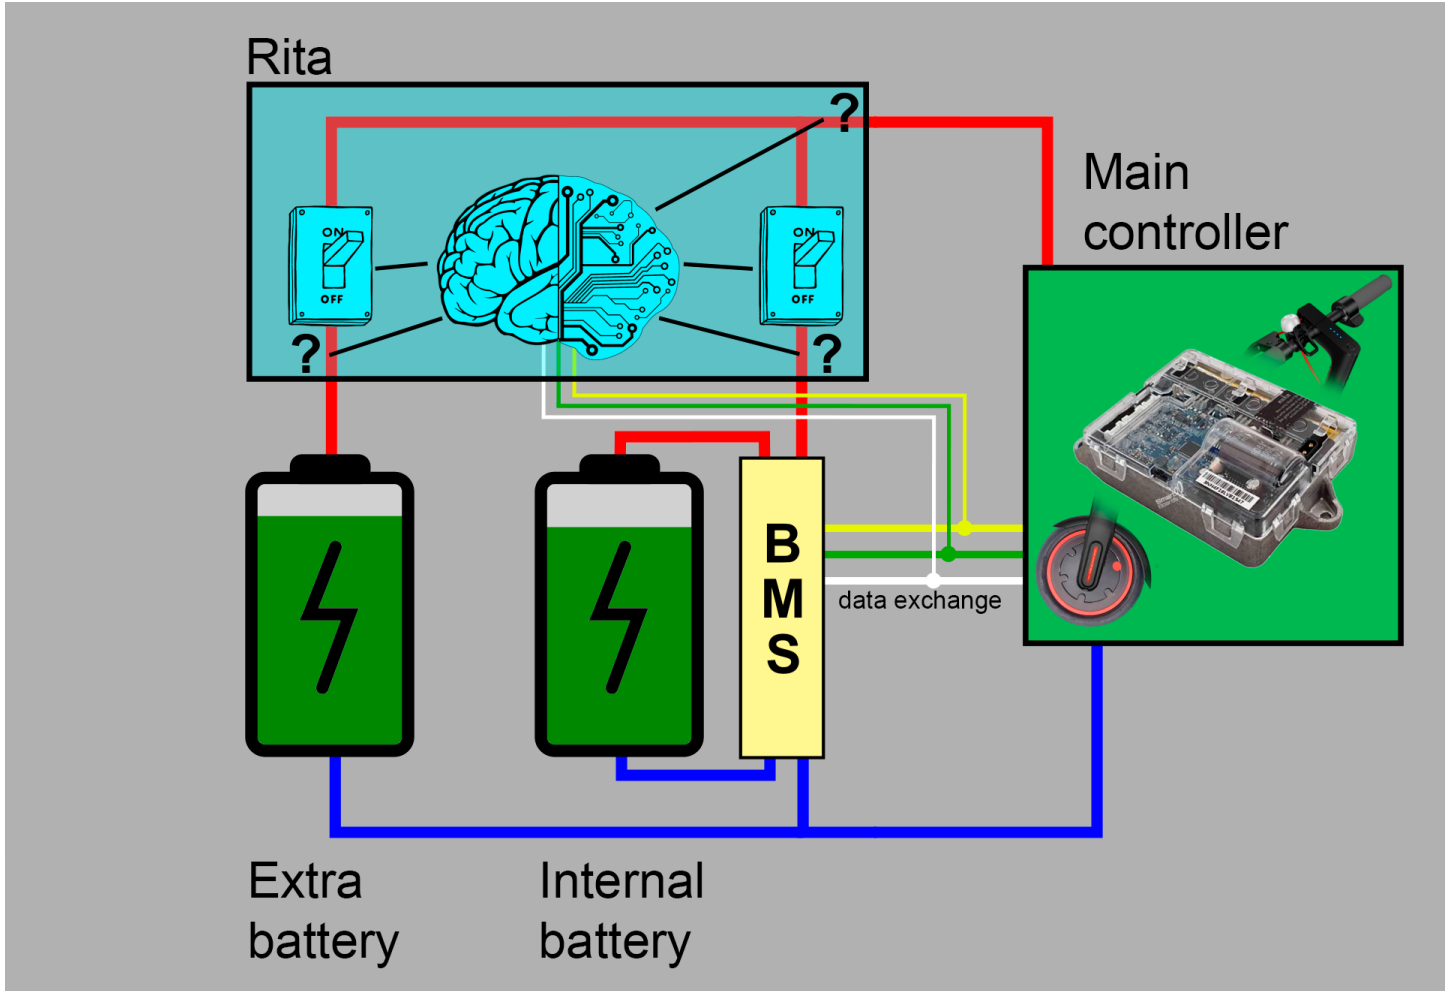 Rita
?
ON
OFF
ON
OFF
?
?
Main
controller
B
M
S
data exchange
Extra
battery
Internal
battery